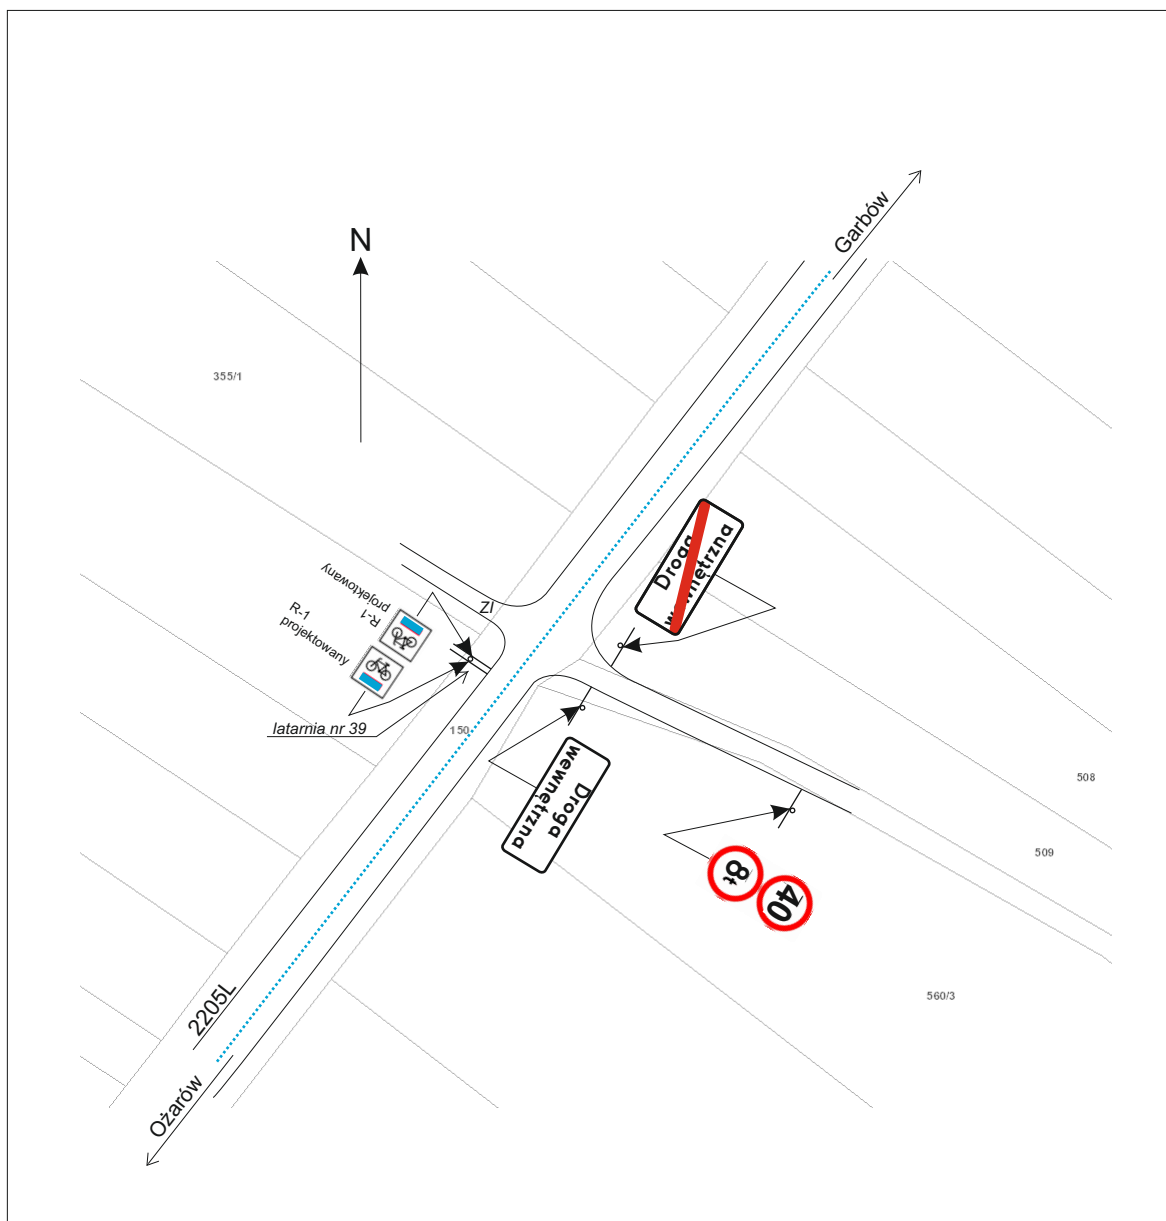 N
Garbów
355/1
R-1
projektowany
R-1
projektowany
ZI
latarnia nr 39
150
Droga
wewnętrzna
Droga
wewnętrzna
8t
40
508
509
560/3
2205L
Ożarów